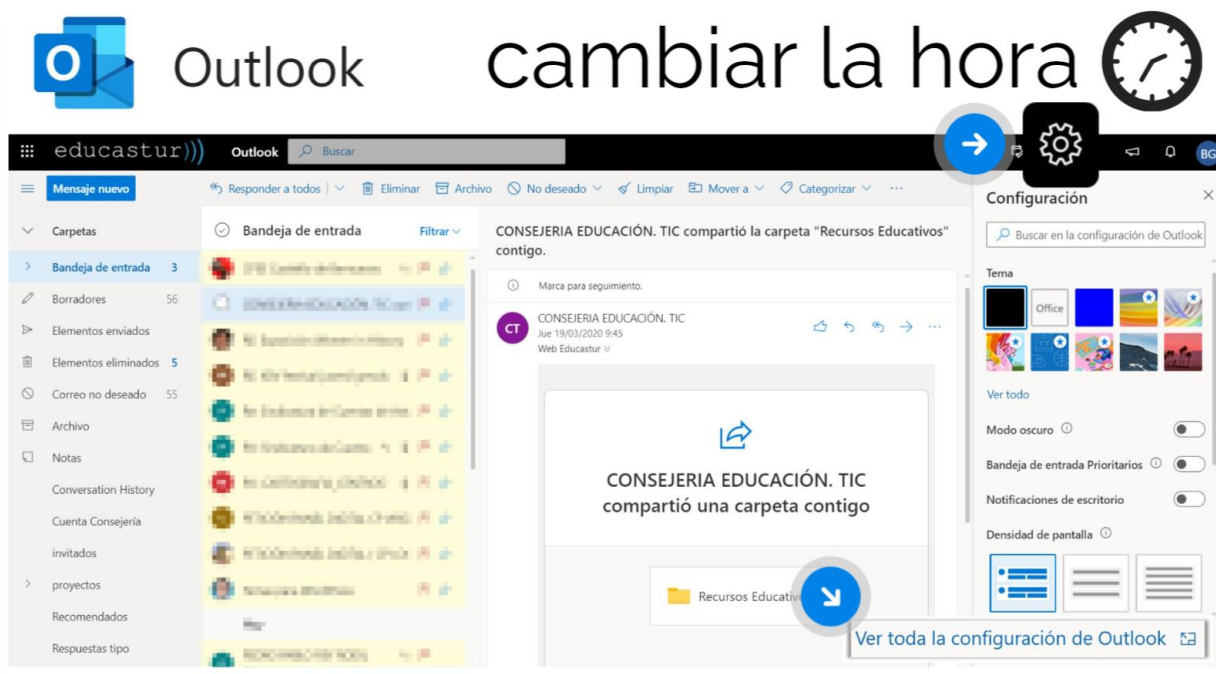 Outlook
cambiar la hora
educastur)))
Outlook
Buscar
BG
Mensaje nuevo
Responder a todos
Eliminar
Archivo
No deseado
Limpiar
Mover a
Categorizar
Configuración
Buscar en la configuración de Outlook
Carpetas
Bandeja de entrada 3
Borradores 56
Elementos enviados
Elementos eliminados 5
Correo no deseado 55
Archivo
Notas
Conversation History
Cuenta Consejería
invitados
proyectos
Recomendados
Respuestas tipo
Bandeja de entrada
Filtrar
CONSEJERIA EDUCACIÓN. TIC compartió la carpeta "Recursos Educativos"
contigo.
Marca para seguimiento.
CT
CONSEJERIA EDUCACIÓN. TIC
Jue 19/03/2020 9:45
Web Educastur
CONSEJERIA EDUCACIÓN. TIC
compartió una carpeta contigo
Recursos
Tema
Office
Ver todo
Modo oscuro
Bandeja de entrada Prioritarios
Notificaciones de escritorio
Densidad de pantalla
Ver toda la configuración de Outlook